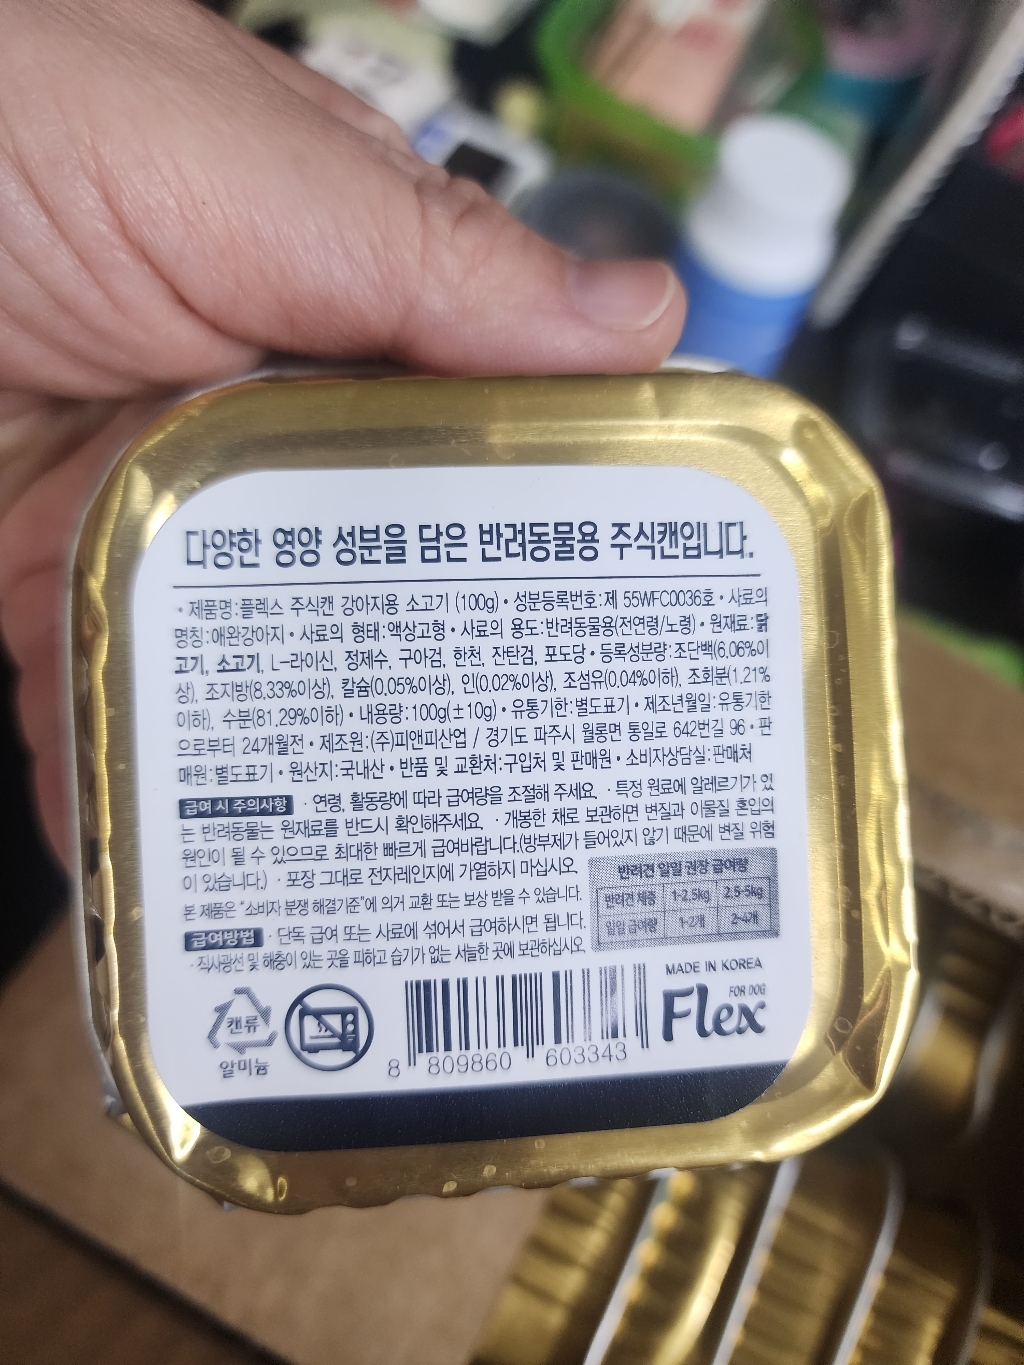 다양한 영양 성분을 담은 반려동물용 주식캔입니다.
• 제품명:플렉스 주식캔 강아지용 소고기 (100g) • 성분등록번호:제 55WFC0036호 • 사료의
명칭:애완강아지 • 사료의 형태:액상고형 • 사료의 용도:반려동물용(전연령/노령) • 원재료:닭
고기, 소고기, L-라이신, 정제수, 구아검, 한천, 잔탄검, 포도당 • 등록성분량:조단백(6.06%이
상), 조지방(8.33%이상), 칼슘(0.05%이상), 인(0.02%이상), 조섬유(0.04%이하), 조회분(1.21%
이하), 수분(81.29%이하) • 내용량:100g(±10g) • 유통기한:별도표기 • 제조년월일:유통기한
으로부터 24개월전 • 제조원:(주)피앤피산업 / 경기도 파주시 월롱면 통일로 642번길 96 • 판
매원:별도표기 • 원산지:국내산 • 반품 및 교환처:구입처 및 판매원 • 소비자상담실:판매처
급여 시 주의사항 · 연령, 활동량에 따라 급여량을 조절해 주세요. · 특정 원료에 알레르기가 있
는 반려동물는 원재료를 반드시 확인해주세요. · 개봉한 채로 보관하면 변질과 이물질 혼입의
원인이 될 수 있으므로 최대한 빠르게 급여바랍니다.(방부제가 들어있지 않기 때문에 변질 위험
이 있습니다.) · 포장 그대로 전자레인지에 가열하지 마십시오.
본 제품은 "소비자 분쟁 해결기준"에 의거 교환 또는 보상 받을 수 있습니다.
급여방법 · 단독 급여 또는 사료에 섞어서 급여하시면 됩니다.
· 직사광선 및 해충이 있는 곳을 피하고 습기가 없는 서늘한 곳에 보관하십시오.
반려견 일일 권장 급여량
반려견 체중 1-2.5kg 2.5-5kg
일일 급여량 1-2개 2-4개
캔류
알미늄
8 809860 603343
MADE IN KOREA
FOR DOG
Flex